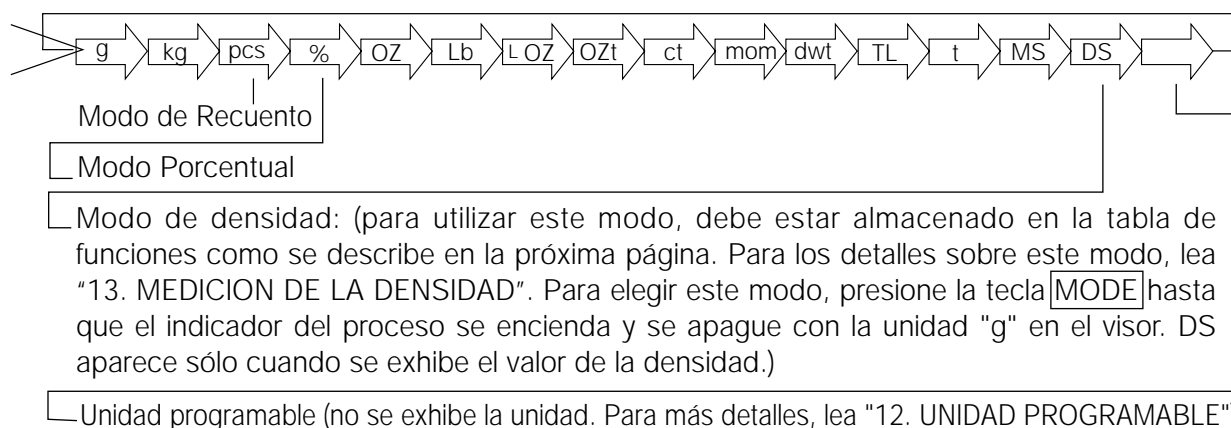 g kg pcs % OZ Lb L OZ OZt ct mom dwt TL t MS DS
Modo de Recuento
Modo Porcentual
Modo de densidad: (para utilizar este modo, debe estar almacenado en la tabla de
funciones como se describe en la próxima página. Para los detalles sobre este modo, lea
"13. MEDICION DE LA DENSIDAD". Para elegir este modo, presione la tecla MODE hasta
que el indicador del proceso se encienda y se apague con la unidad "g" en el visor. DS
aparece sólo cuando se exhibe el valor de la densidad.)
Unidad programable (no se exhibe la unidad. Para más detalles, lea "12. UNIDAD PROGRAMABLE"